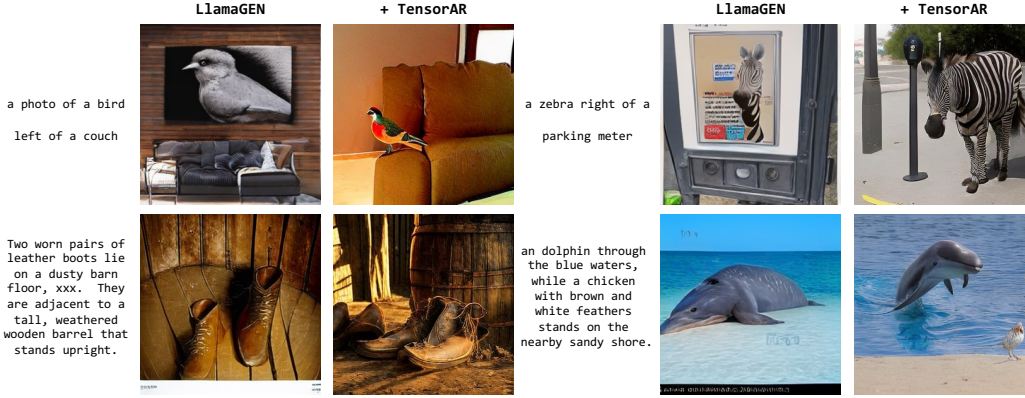 LlamaGEN
+ TensorAR
LlamaGEN
+ TensorAR
a photo of a bird
left of a couch
a zebra right of a
parking meter
Two worn pairs of
leather boots lie
on a dusty barn
floor, xxx. They
are adjacent to a
tall, weathered
wooden barrel that
stands upright.
an dolphin through
the blue waters,
while a chicken
with brown and
white feathers
stands on the
nearby sandy shore.